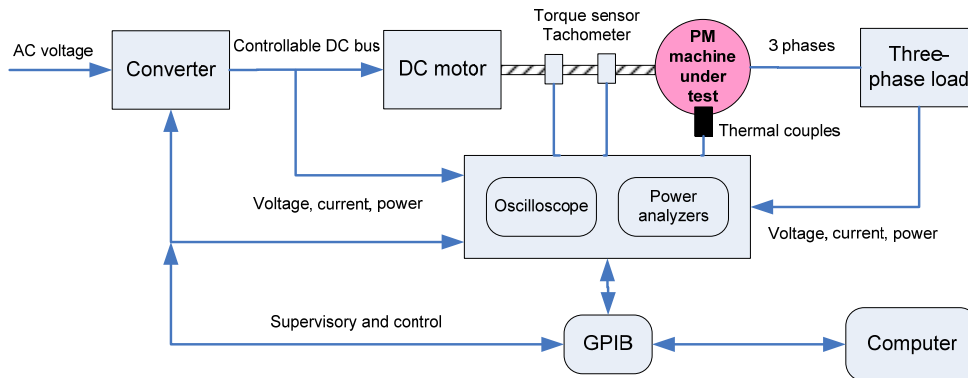 AC voltage
Converter
Controllable DC bus
DC motor
Torque sensor
Tachometer
PM
machine
under
test
3 phases
Three-
phase load
Thermal couples
Voltage, current, power
Oscilloscope
Power
analyzers
Voltage, current, power
Supervisory and control
GPIB
Computer